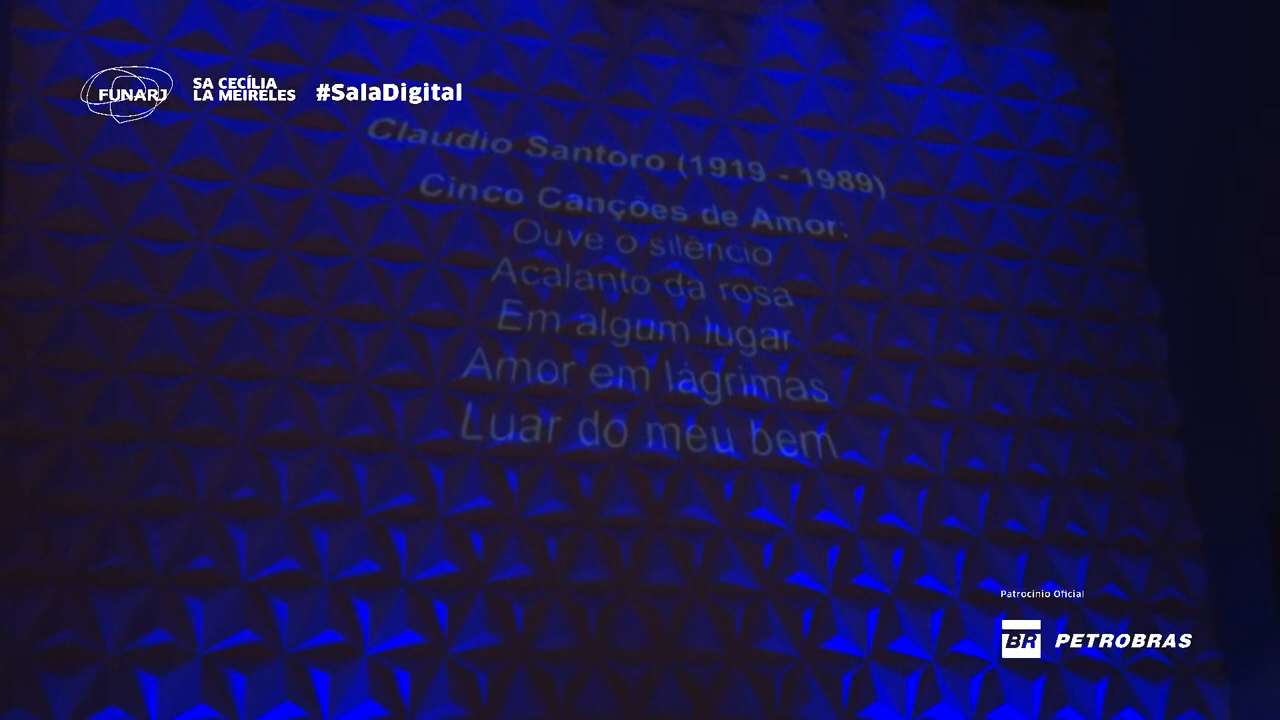 FUNARJ
SA CECÍLIA
LA MEIRELES
#SalaDigital
Claudio Santoro (1919 - 1989)
Cinco Canções de Amor:
Ouve o silêncio
Acalanto da rosa
Em algum lugar
Amor em lágrimas
Luar do meu bem
Patrocínio Oficial
BR PETROBRAS